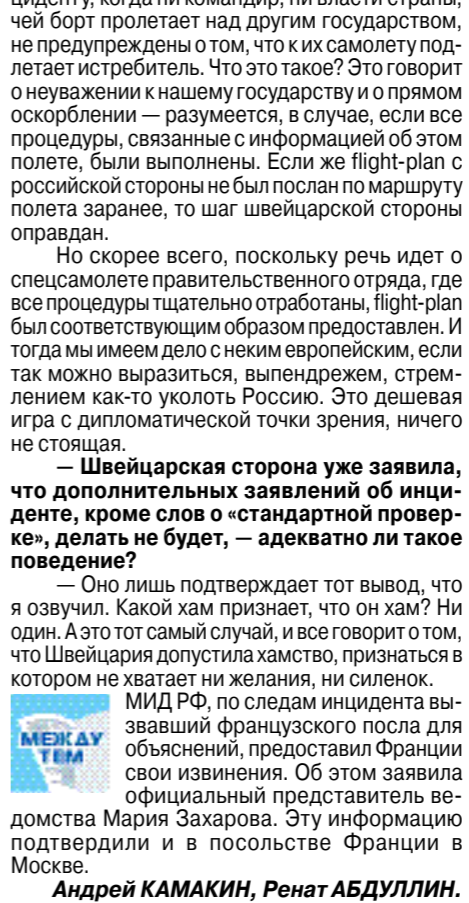 циденту, когда ни командир, ни власти страны,
чей борт пролетает над другим государством,
не предупреждены о том, что к их самолету под-
летает истребитель. Что это такое? Это говорит
о неуважении к нашему государству и о прямом
оскорблении — разумеется, в случае, если все
процедуры, связанные с информацией об этом
полете, были выполнены. Если же flight-plan с
российской стороны не был послан по маршруту
полета заранее, то шаг швейцарской стороны
оправдан.
Но скорее всего, поскольку речь идет о
спецсамолете правительственного отряда, где
все процедуры тщательно отработаны, flight-plan
был соответствующим образом предоставлен. И
тогда мы имеем дело с неким европейским, если
так можно выразиться, выпендрежем, стрем-
лением как-то уколоть Россию. Это дешевая
игра с дипломатической точки зрения, ничего
не стоящая.
— Швейцарская сторона уже заявила,
что дополнительных заявлений об инци-
денте, кроме слов о «стандартной провер-
ке», делать не будет, — адекватно ли такое
поведение?
— Оно лишь подтверждает тот вывод, что
я озвучил. Какой хам признает, что он хам? Ни
один. А это тот самый случай, и все говорит о том,
что Швейцария допустила хамство, признаться в
котором не хватает ни желания, ни силенок.
МЕЖДУ
ТЕМ
МИД РФ, по следам инцидента вы-
звавший французского посла для
объяснений, предоставил Франции
свои извинения. Об этом заявила
официальный представитель ве-
домства Мария Захарова. Эту информацию
подтвердили и в посольстве Франции в
Москве.
Андрей КАМАКИН, Ренат АБДУЛЛИН.